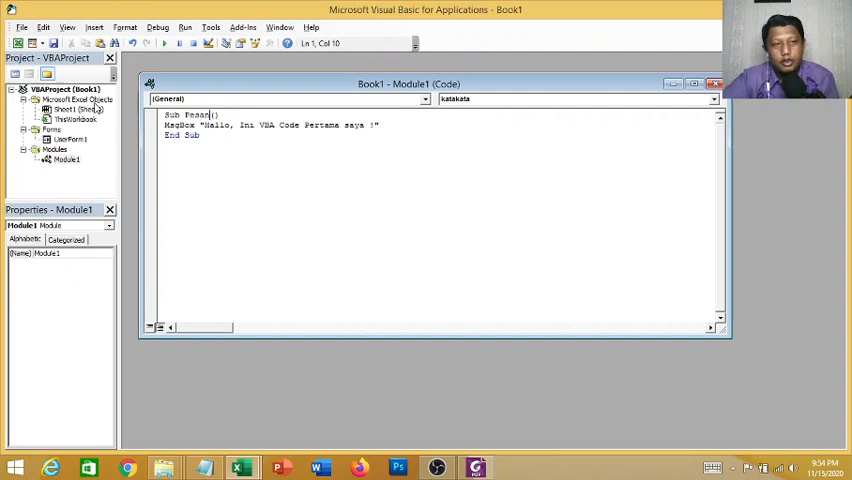 Microsoft Visual Basic for Applications - Book1
File Edit View Insert Format Debug Run Tools Add-Ins Window Help
Ln 1, Col 10
Project - VBAProject
VBAProject (Book1)
Microsoft Excel Objects
Sheet1
ThisWorkbook
Forms
UserForm1
Modules
Module1
Book1 - Module1 (Code)
(General)
katakata
Sub Pesan()
MsgBox "Hallo, Ini VBA Code Pertama saya !"
End Sub
Properties - Module1
Module1 Module
Alphabetic Categorized
(Name) Module1
9:54 PM
11/15/2020